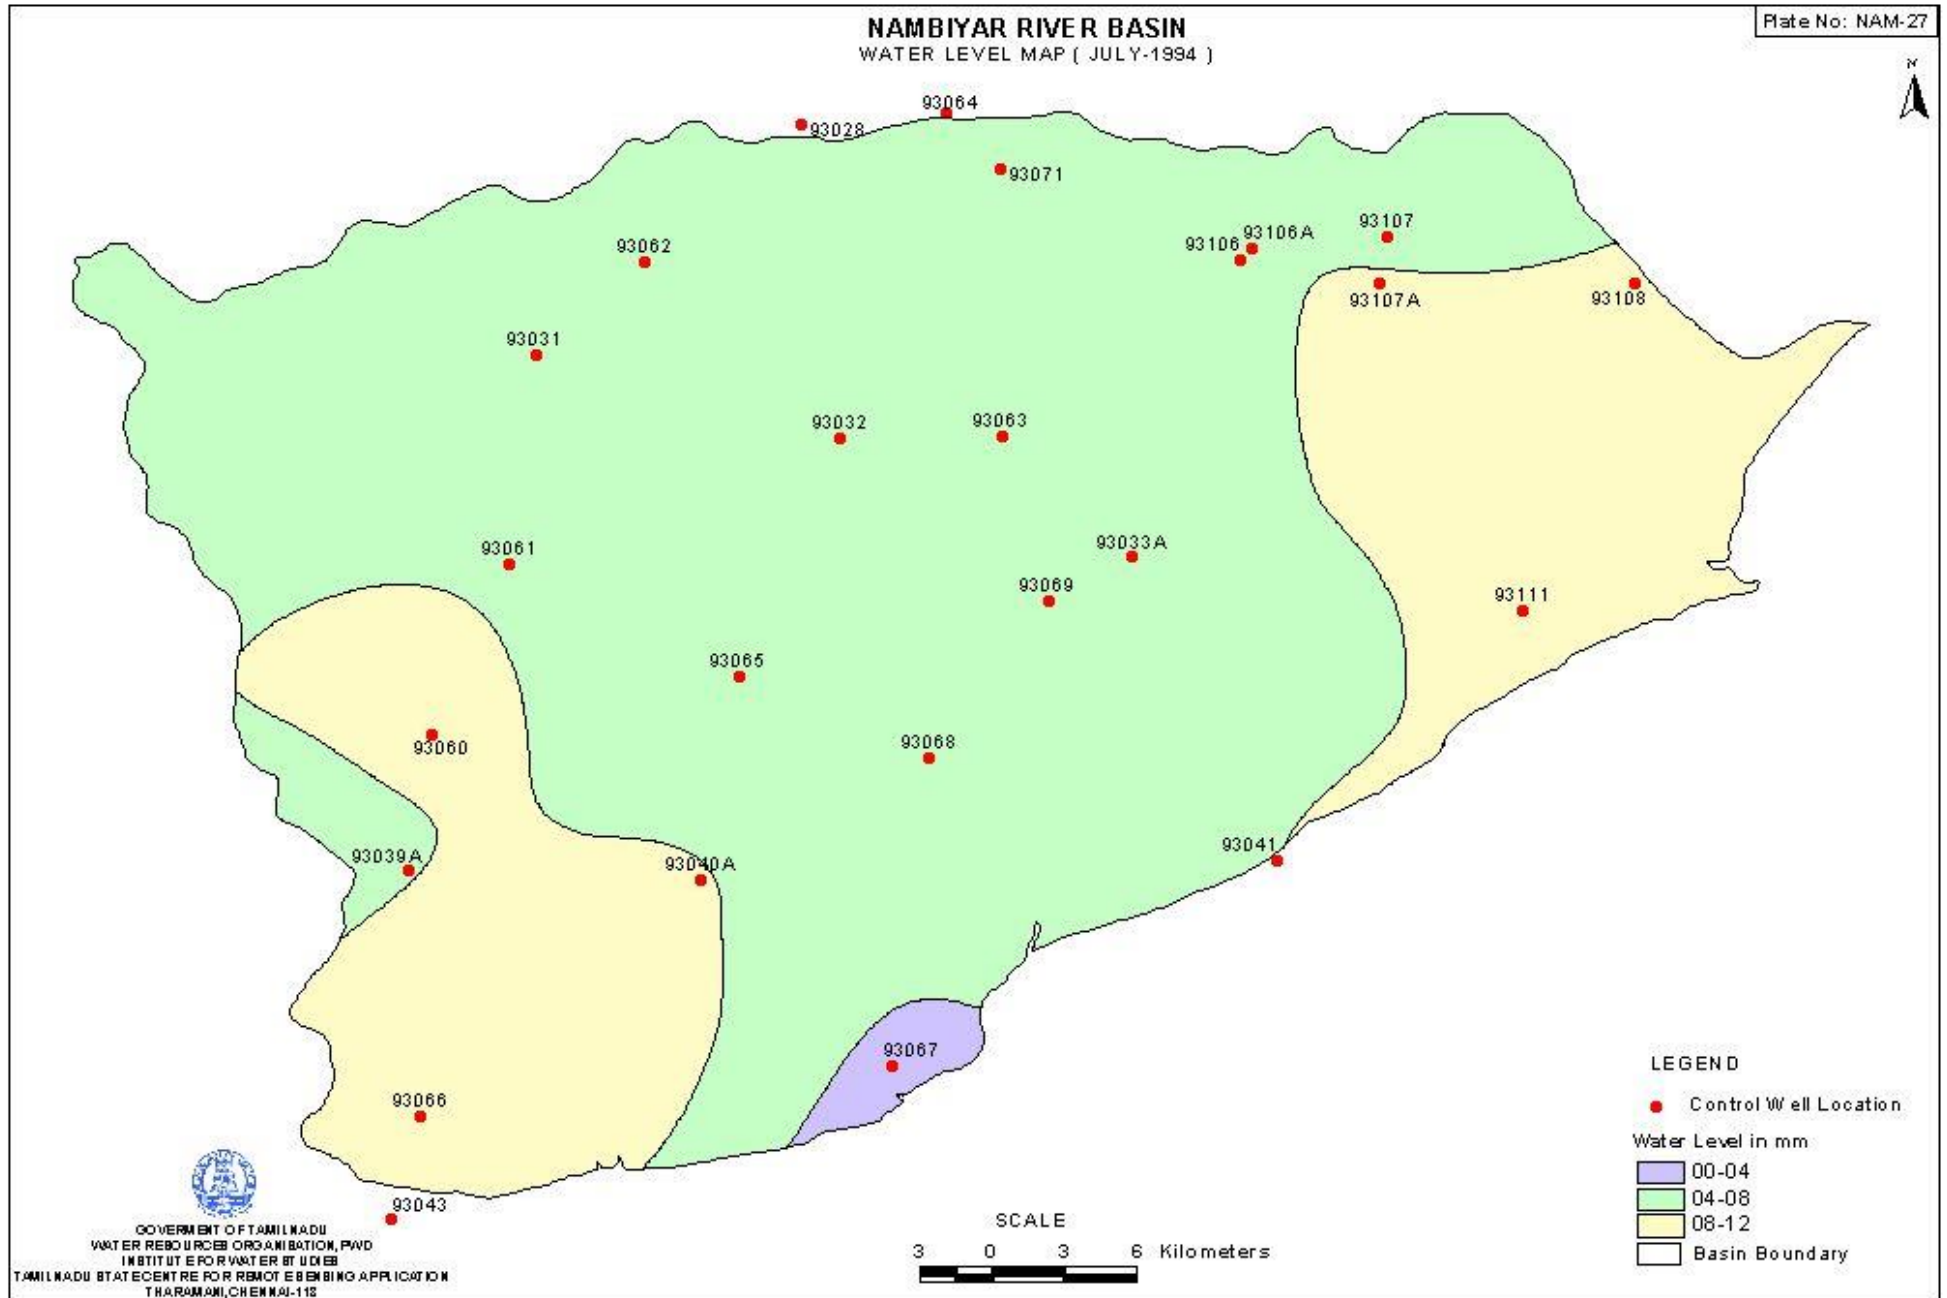 NAMBIYAR RIVER BASIN
WATER LEVEL MAP ( JULY-1994 )
Plate No: NAM-27
N
93064
93028
93071
93107
93106A
93106
93062
93107A
93108
93031
93032
93063
93061
93033A
93069
93111
93065
93060
93068
93041
93039A
93040A
93067
93066
93043
LEGEND
Control Well Location
Water Level in mm
00-04
04-08
08-12
Basin Boundary
SCALE
3 0 3 6 Kilometers
GOVERMENT OF TAMILNADU
WATER RESOURCES ORGANISATION, PWD
INSTITUTE FOR WATER STUDIES
TAMILNADU STATE CENTRE FOR REMOTE SENSING APPLICATION
THARAMANI, CHENNAI-113